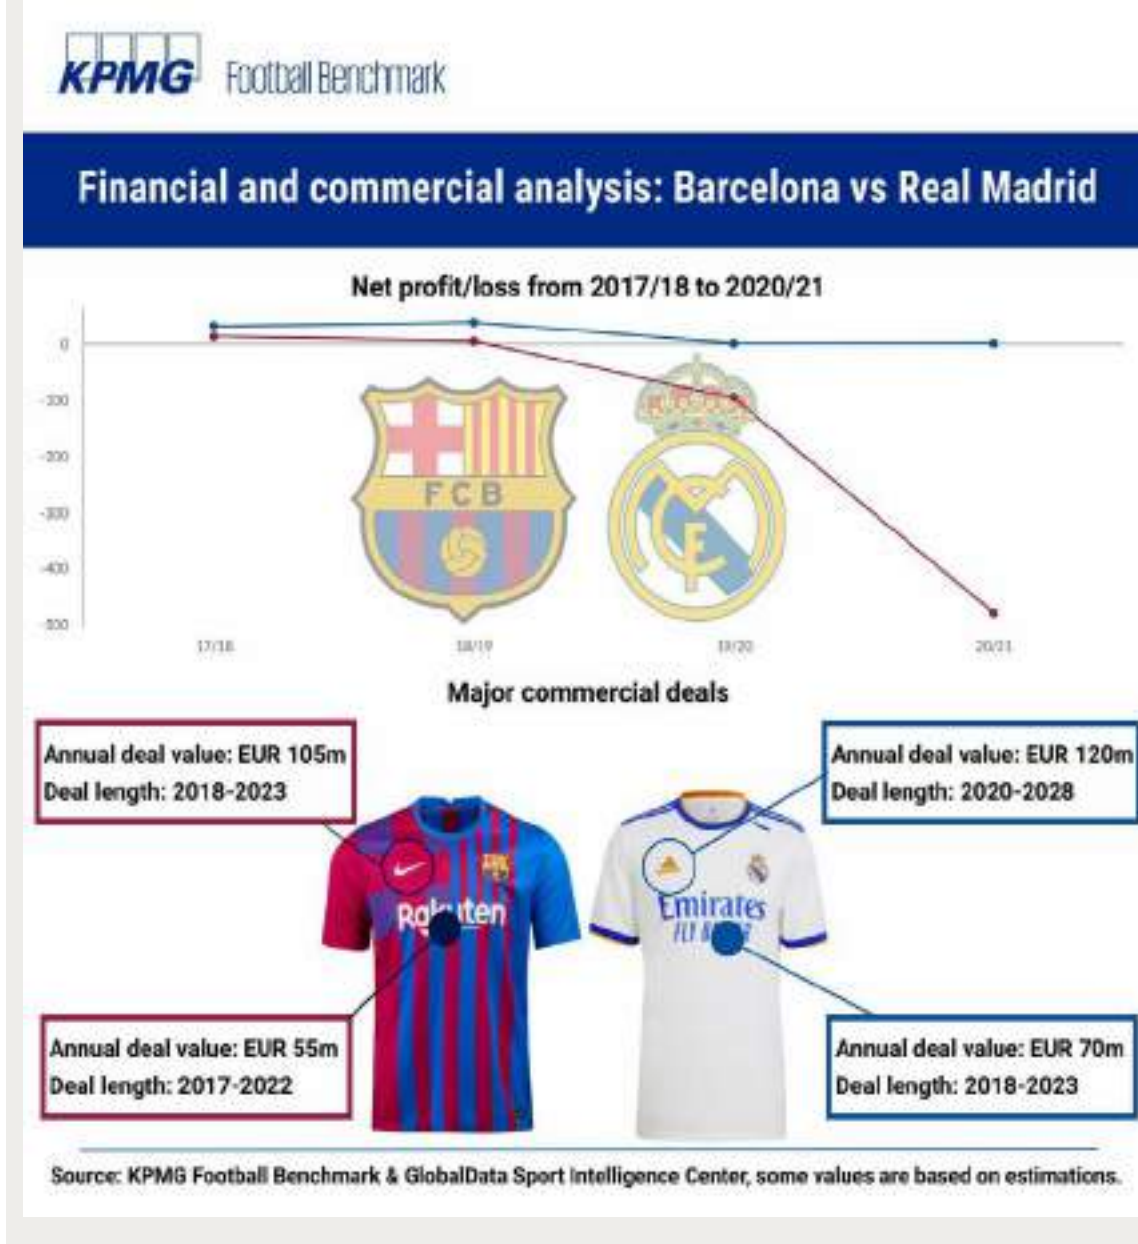 KPMG Football Benchmark
Financial and commercial analysis: Barcelona vs Real Madrid
Net profit/loss from 2017/18 to 2020/21
0
-100
-200
-300
-400
-500
FCB
17/18
18/19
19/20
20/21
Major commercial deals
Annual deal value: EUR 105m
Deal length: 2018-2023
Annual deal value: EUR 120m
Deal length: 2020-2028
Rakuten
Emirates
FLY
Annual deal value: EUR 55m
Deal length: 2017-2022
Annual deal value: EUR 70m
Deal length: 2018-2023
Source: KPMG Football Benchmark & GlobalData Sport Intelligence Center, some values are based on estimations.